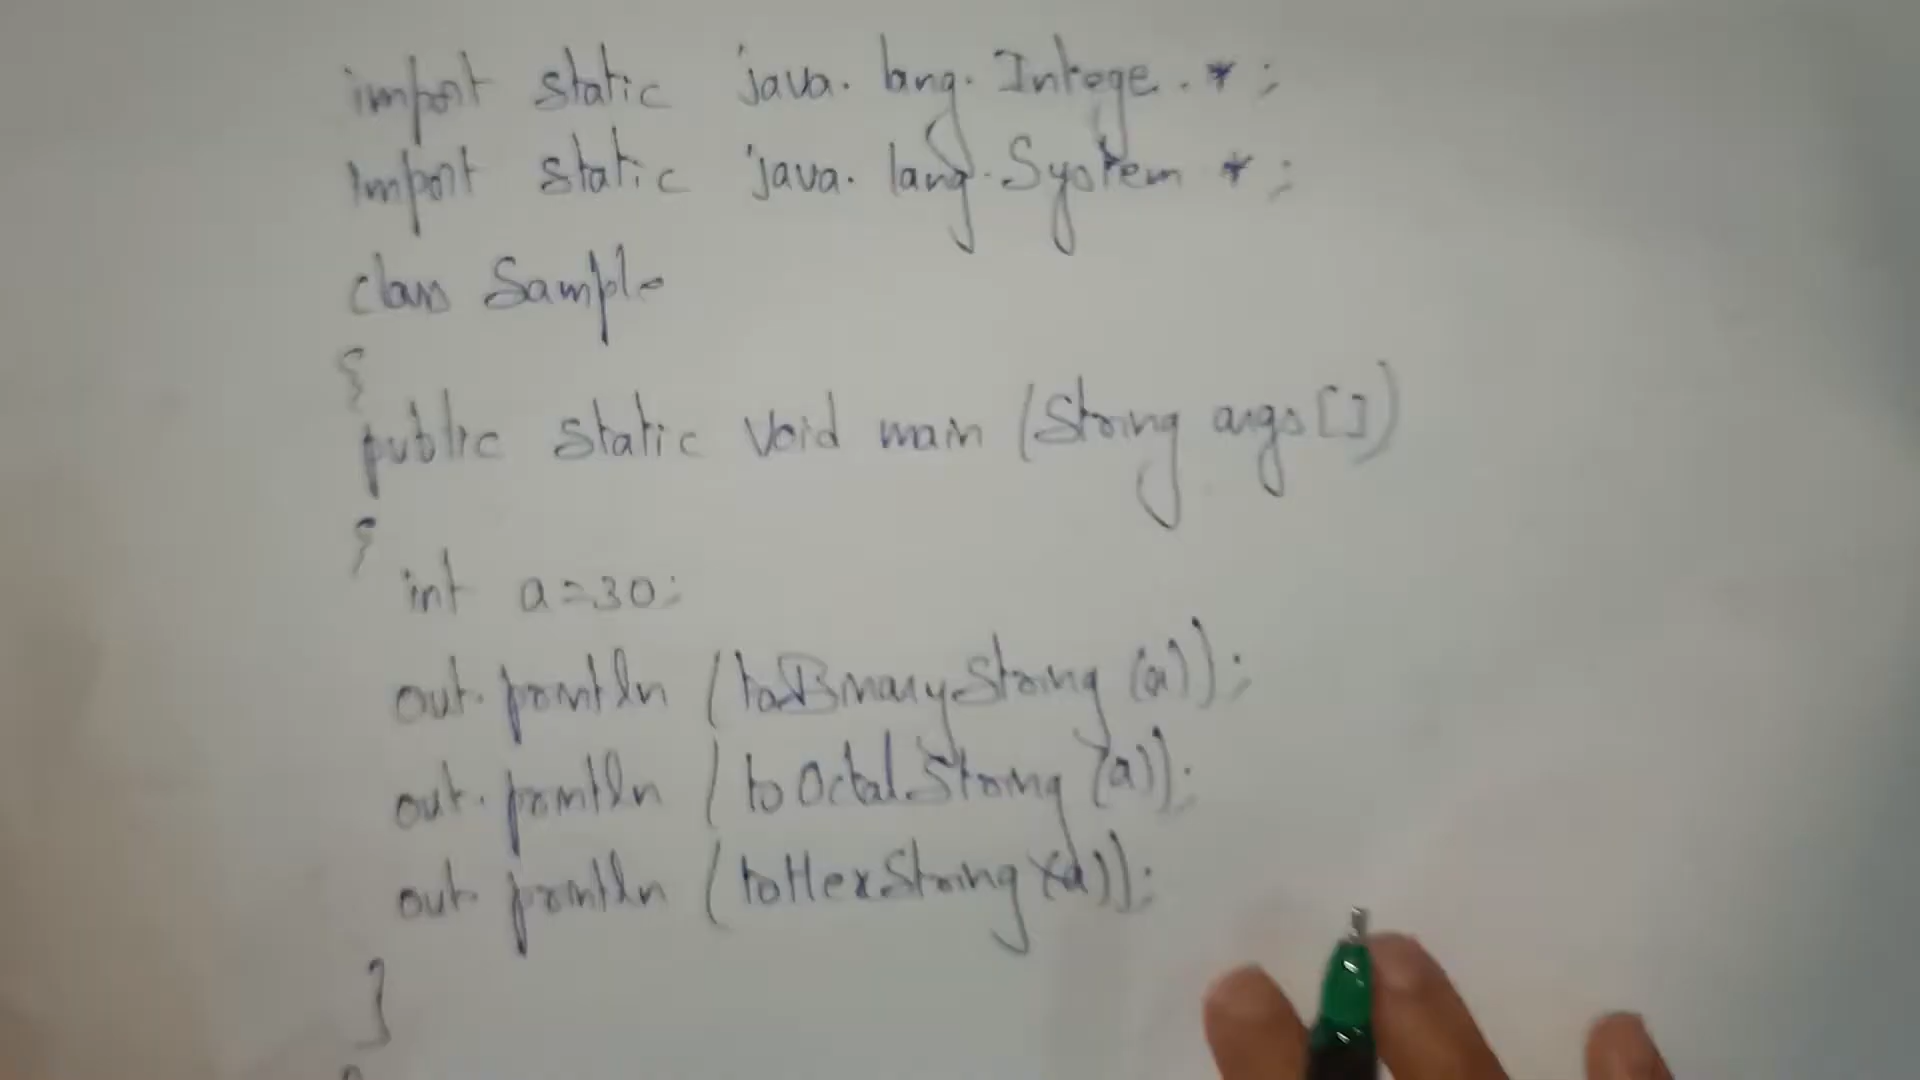 import static java.lang.Intege.*;
Import static java.lang.System *;
class Sample
{
public static void main (String args[])
{
int a=30;
out.println (toBinaryString (a));
out.println (toOctalString (a));
out.println (toHexString (a));
}